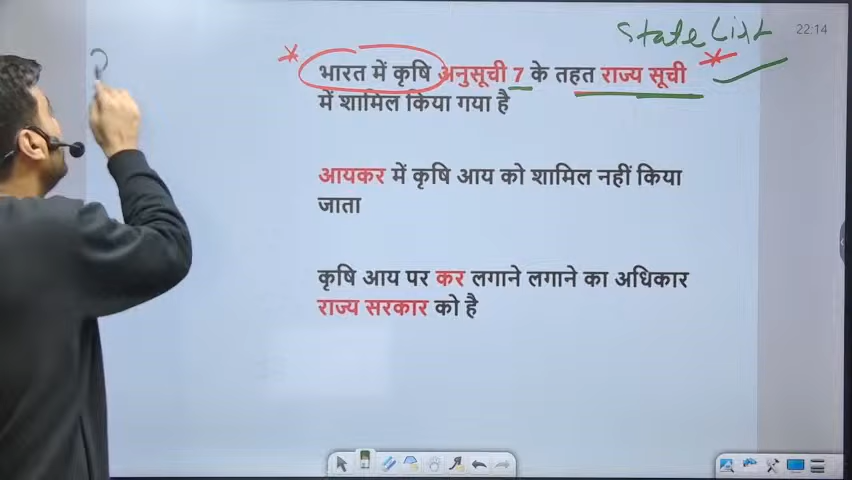 State List
22:14
भारत में कृषि अनुसूची 7 के तहत राज्य सूची
में शामिल किया गया है
आयकर में कृषि आय को शामिल नहीं किया
जाता
कृषि आय पर कर लगाने लगाने का अधिकार
राज्य सरकार को है